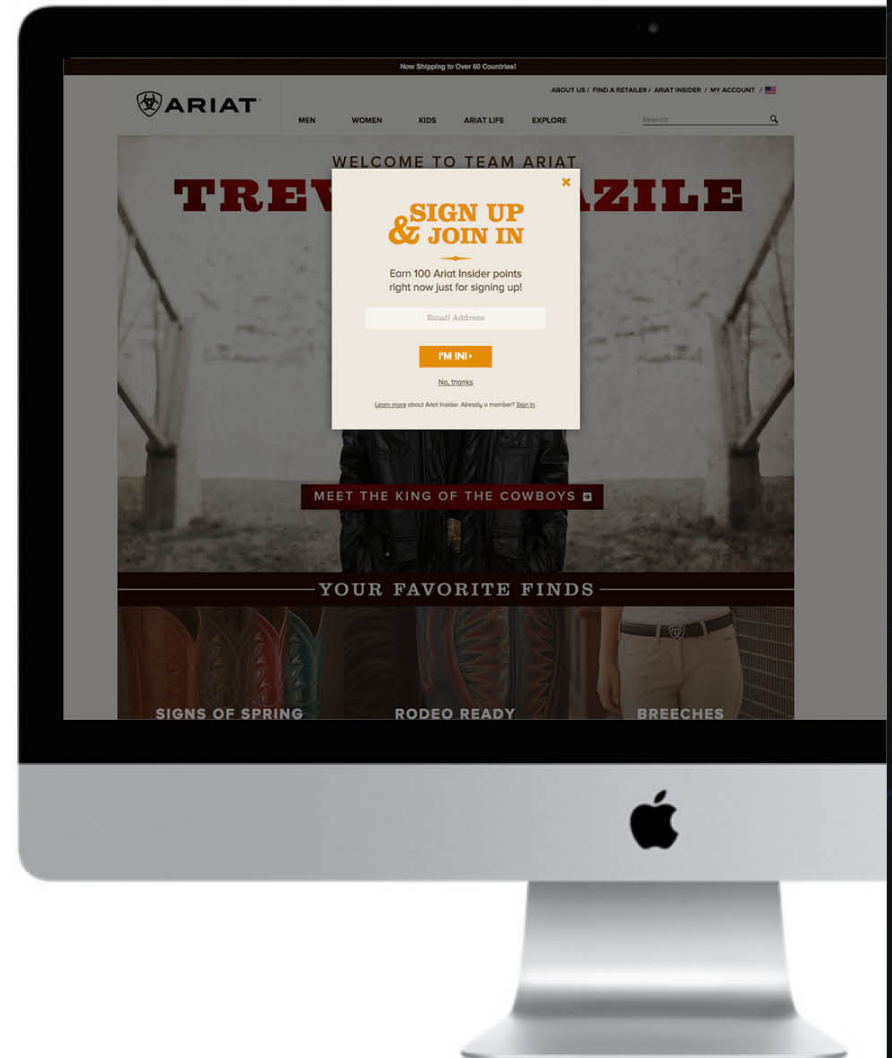 Now Shipping to Over 60 Countries!
ABOUT US / FIND A RETAILER / ARIAT INSIDER / MY ACCOUNT /
ARIAT
MEN WOMEN KIDS ARIAT LIFE EXPLORE Search
WELCOME TO TEAM ARIAT
TRE AZILE
SIGN UP
& JOIN IN
Earn 100 Ariat Insider points
right now just for signing up!
Email Address
I'M IN!
No, thanks
Learn more about Ariat Insider. Already a member? Sign In.
MEET THE KING OF THE COWBOYS
YOUR FAVORITE FINDS
SIGNS OF SPRING RODEO READY BREECHES